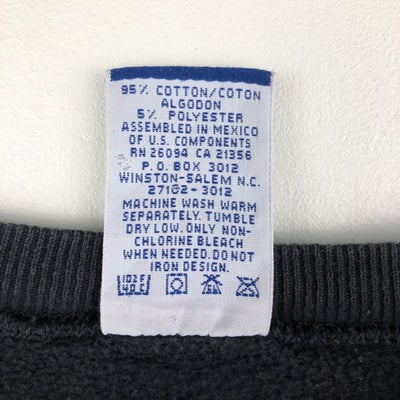 95% COTTON/COTON
ALGODON
5% POLYESTER
ASSEMBLED IN MEXICO
OF U.S. COMPONENTS
RN 26094 CA 21356
P.O. BOX 3012
WINSTON-SALEM N.C.
27102-3012
MACHINE WASH WARM
SEPARATELY. TUMBLE
DRY LOW. ONLY NON-
CHLORINE BLEACH
WHEN NEEDED. DO NOT
IRON DESIGN.